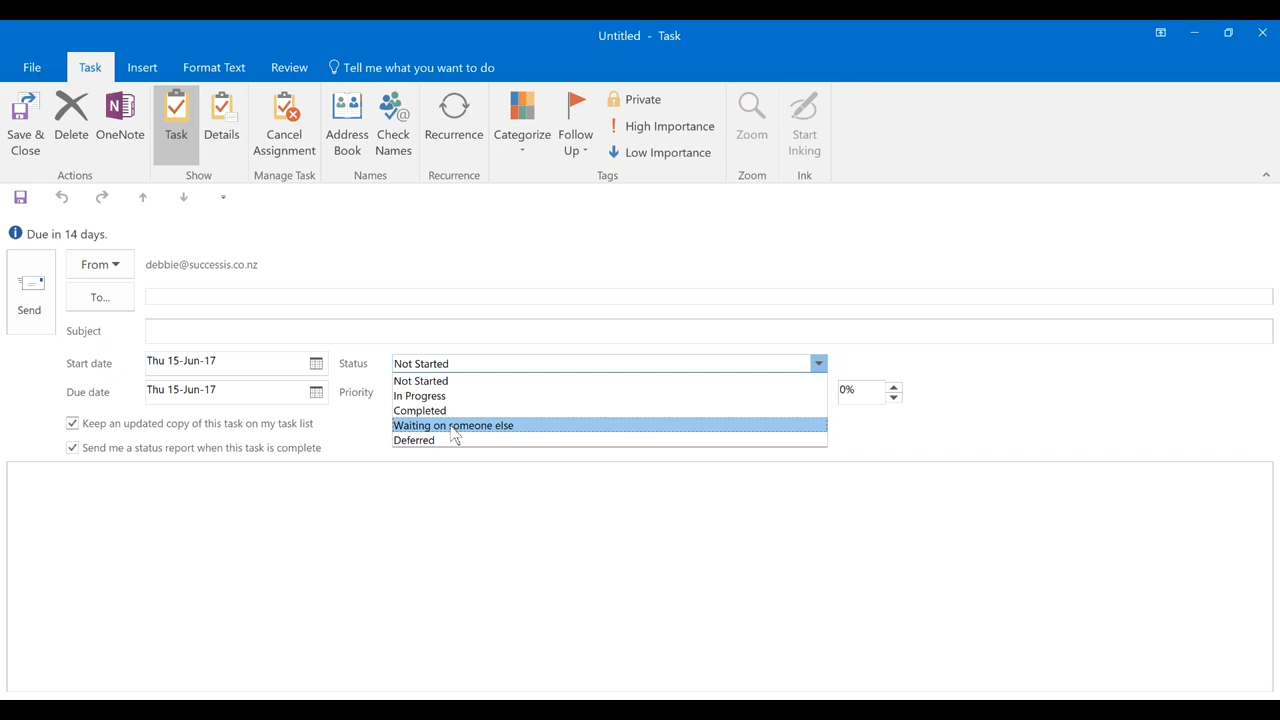 Untitled - Task
File Task Insert Format Text Review Tell me what you want to do
Save & Close Delete OneNote Task Details Cancel Assignment Address Book Check Names Recurrence Categorize Follow Up Private High Importance Low Importance Zoom Start Inking
Actions Show Manage Task Names Recurrence Tags Zoom Ink
Due in 14 days.
Send
From debbie@successis.co.nz
To...
Subject
Start date Thu 15-Jun-17 Status Not Started
Due date Thu 15-Jun-17 Priority 0%
Not Started
In Progress
Completed
Waiting on someone else
Deferred
Keep an updated copy of this task on my task list
Send me a status report when this task is complete